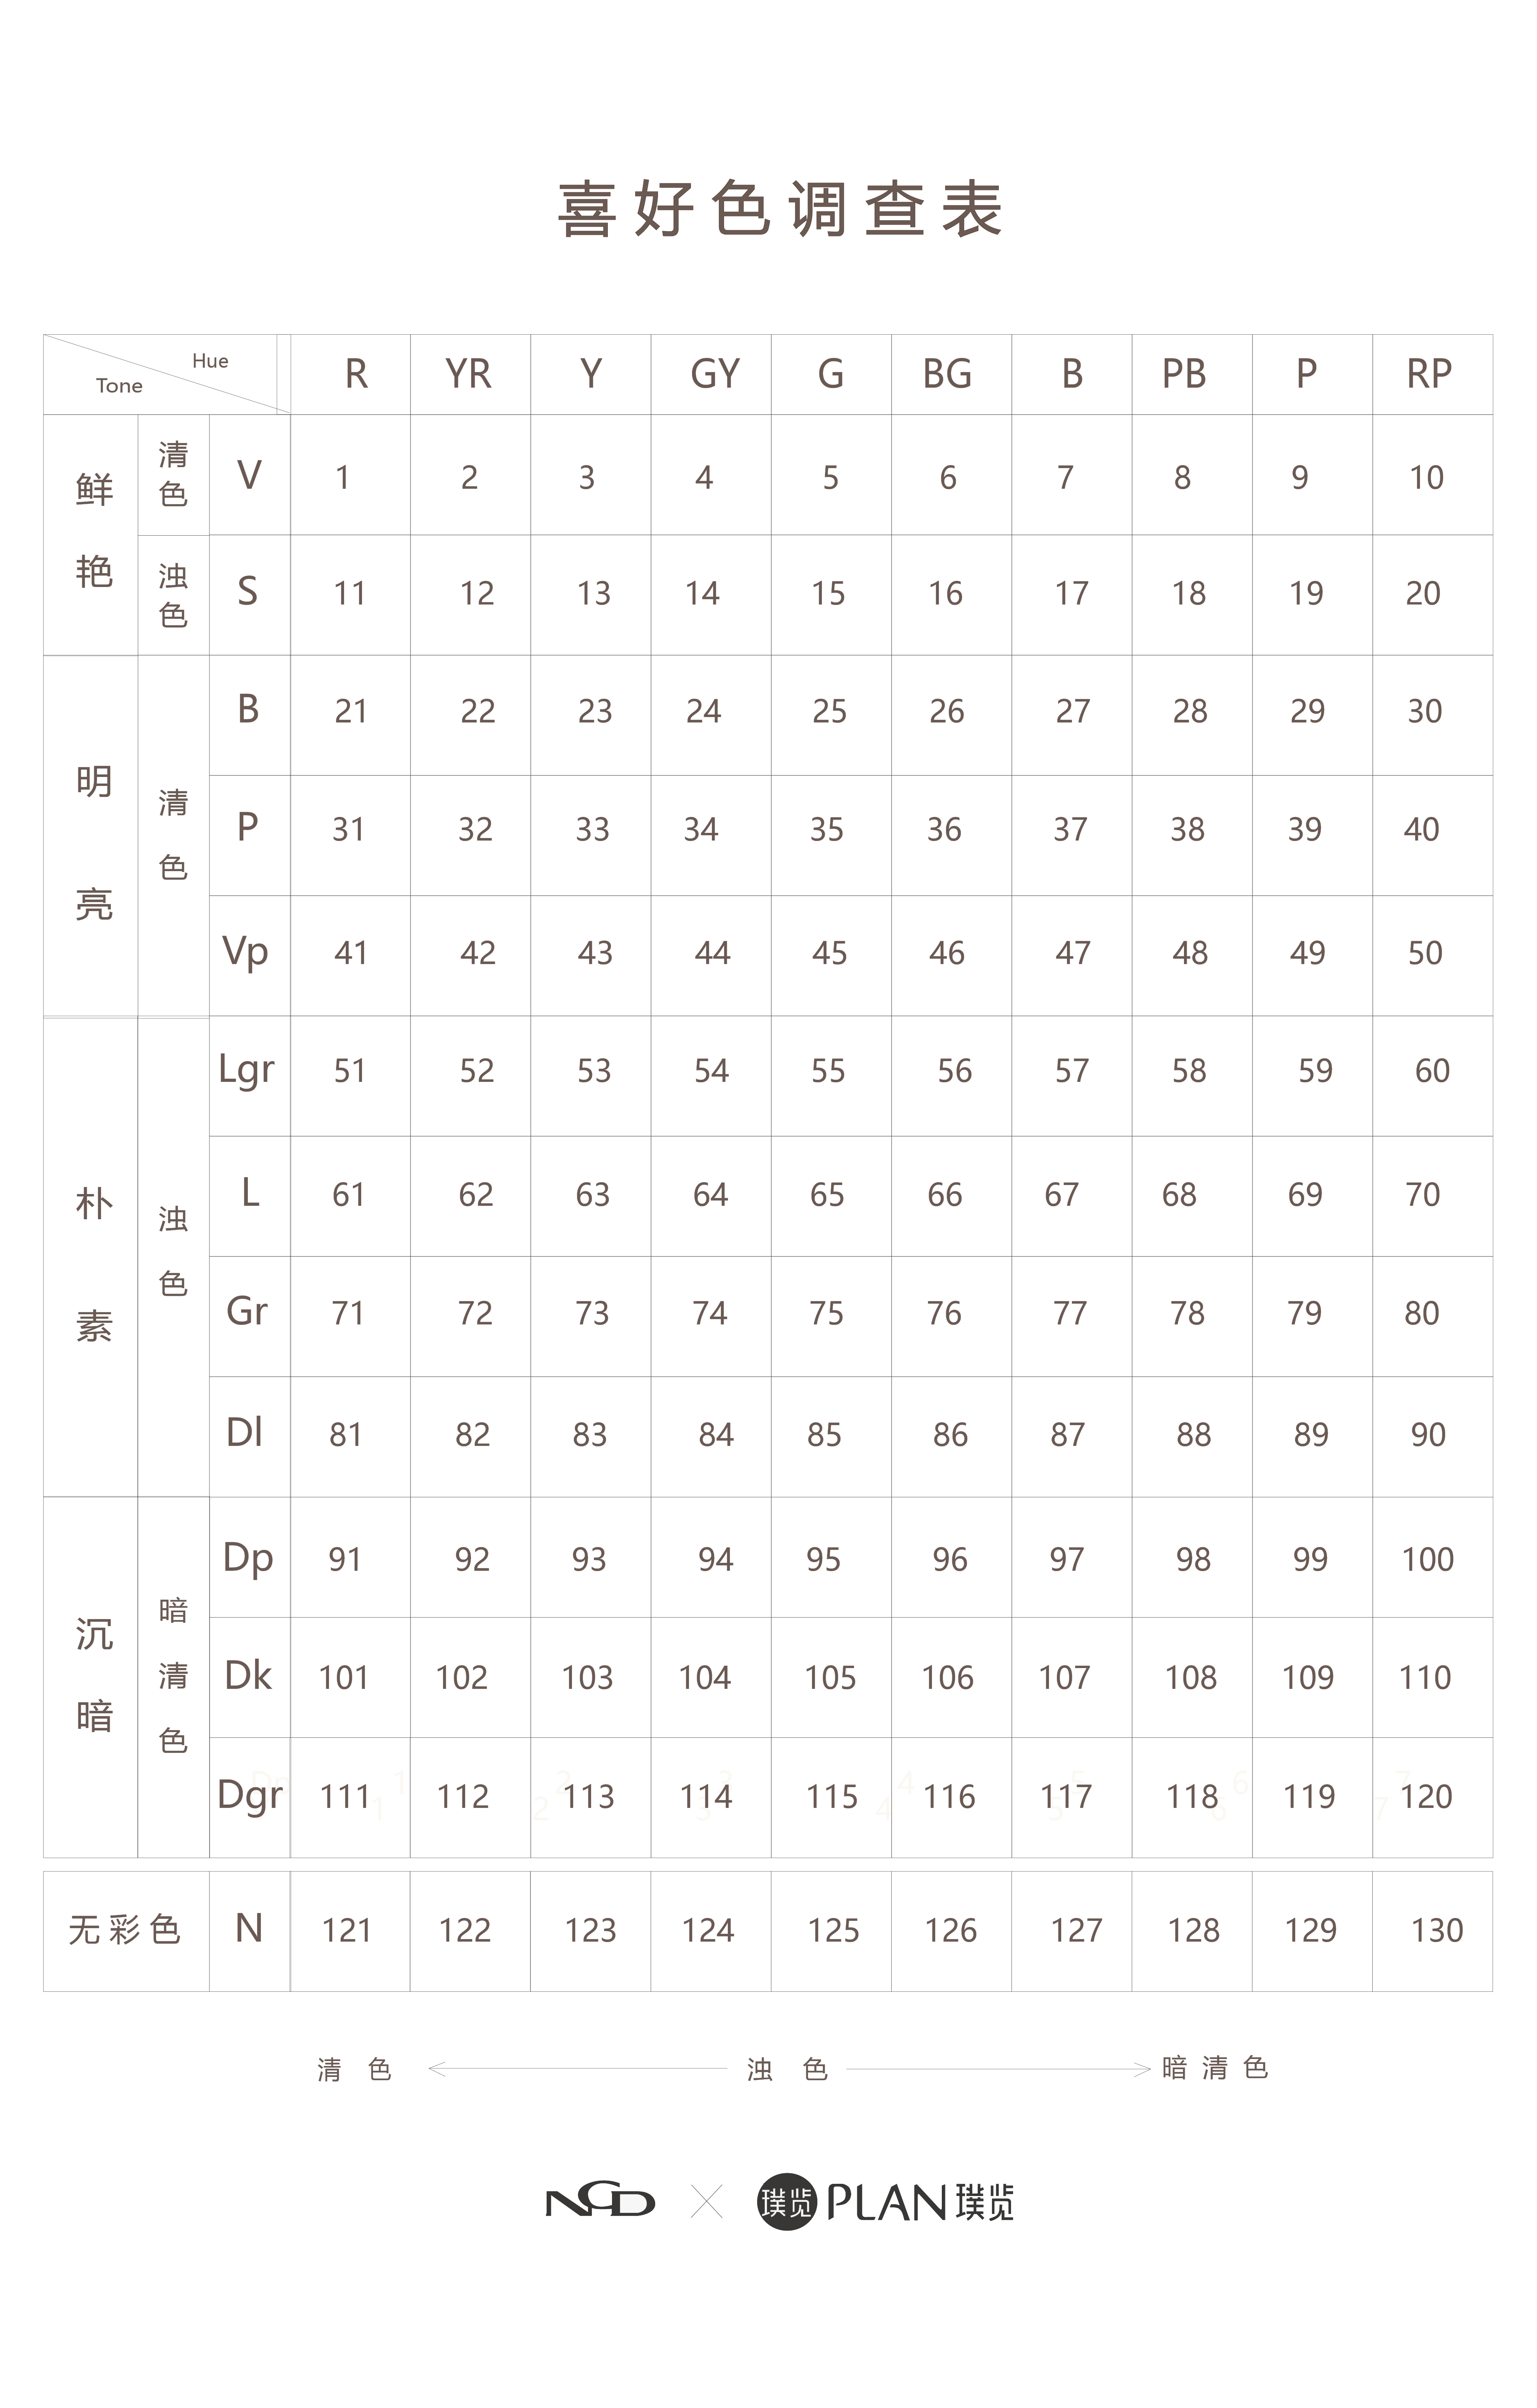 喜好色调查表
Hue
Tone
R YR Y GY G BG B PB P RP
鲜艳
清色
V 1 2 3 4 5 6 7 8 9 10
浊色
S 11 12 13 14 15 16 17 18 19 20
明亮
清色
B 21 22 23 24 25 26 27 28 29 30
P 31 32 33 34 35 36 37 38 39 40
Vp 41 42 43 44 45 46 47 48 49 50
朴素
浊色
Lgr 51 52 53 54 55 56 57 58 59 60
L 61 62 63 64 65 66 67 68 69 70
Gr 71 72 73 74 75 76 77 78 79 80
Dl 81 82 83 84 85 86 87 88 89 90
沉暗
暗清色
Dp 91 92 93 94 95 96 97 98 99 100
Dk 101 102 103 104 105 106 107 108 109 110
Dgr 111 112 113 114 115 116 117 118 119 120
无彩色 N 121 122 123 124 125 126 127 128 129 130
清色 浊色 暗清色
NCD 璞览 PLAN 璞览